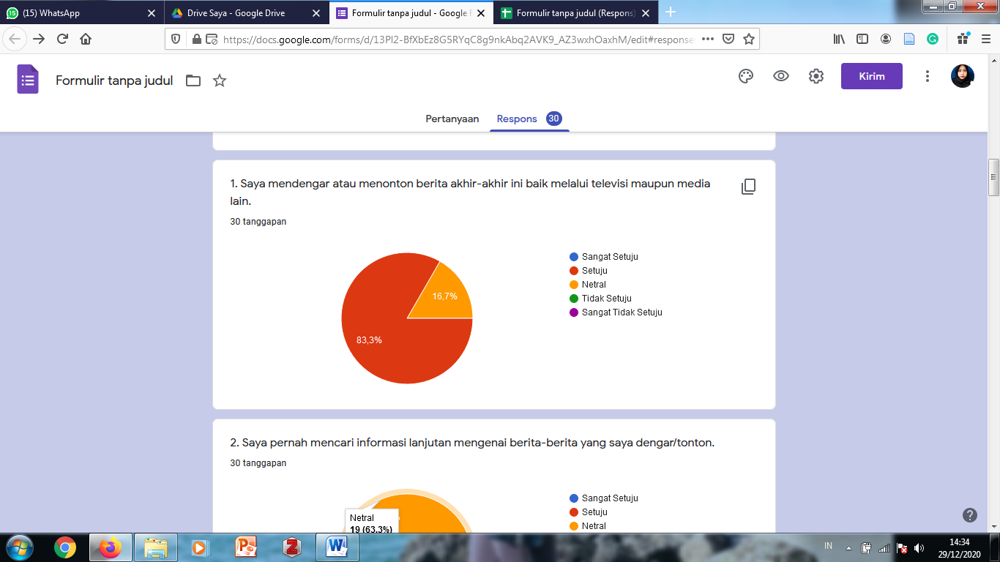 (15) WhatsApp
Drive Saya - Google Drive
Formulir tanpa judul - Google F
Formulir tanpa judul (Respons)
https://docs.google.com/forms/d/13Pl2-BfXbEz8G5RYqC8g9nkAbq2AVK9_AZ3wxhOaxhM/edit#response
Formulir tanpa judul
Kirim
Pertanyaan
Respons 30
1. Saya mendengar atau menonton berita akhir-akhir ini baik melalui televisi maupun media
lain.
30 tanggapan
16,7%
83,3%
Sangat Setuju
Setuju
Netral
Tidak Setuju
Sangat Tidak Setuju
2. Saya pernah mencari informasi lanjutan mengenai berita-berita yang saya dengar/tonton.
30 tanggapan
Netral
19 (63,3%)
Sangat Setuju
Setuju
Netral
IN
14:34
29/12/2020